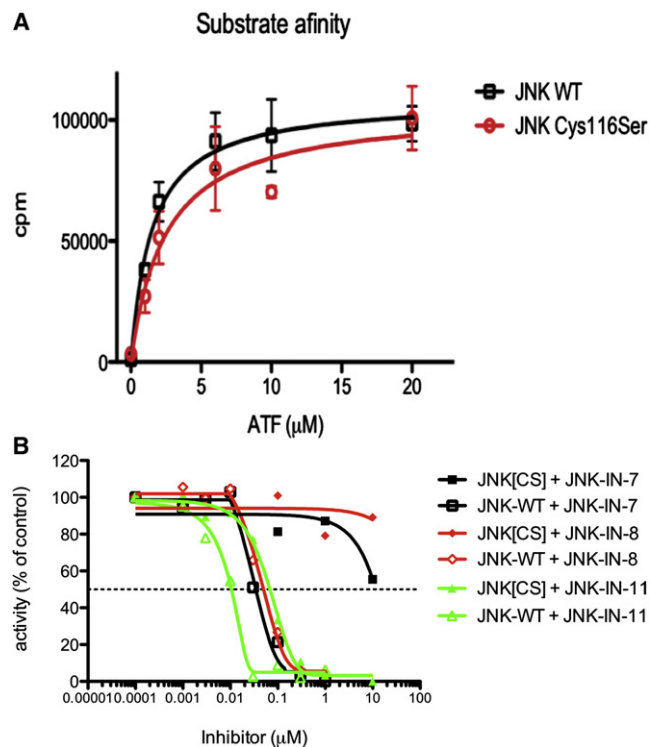 A
Substrate afinity
100000
50000
0
cpm
0 5 10 15 20
ATF (µM)
JNK WT
JNK Cys116Ser
B
120
100
80
60
40
20
0
activity (% of control)
0.00001 0.0001 0.001 0.01 0.1 1 10 100
Inhibitor (µM)
JNK[CS] + JNK-IN-7
JNK-WT + JNK-IN-7
JNK[CS] + JNK-IN-8
JNK-WT + JNK-IN-8
JNK[CS] + JNK-IN-11
JNK-WT + JNK-IN-11